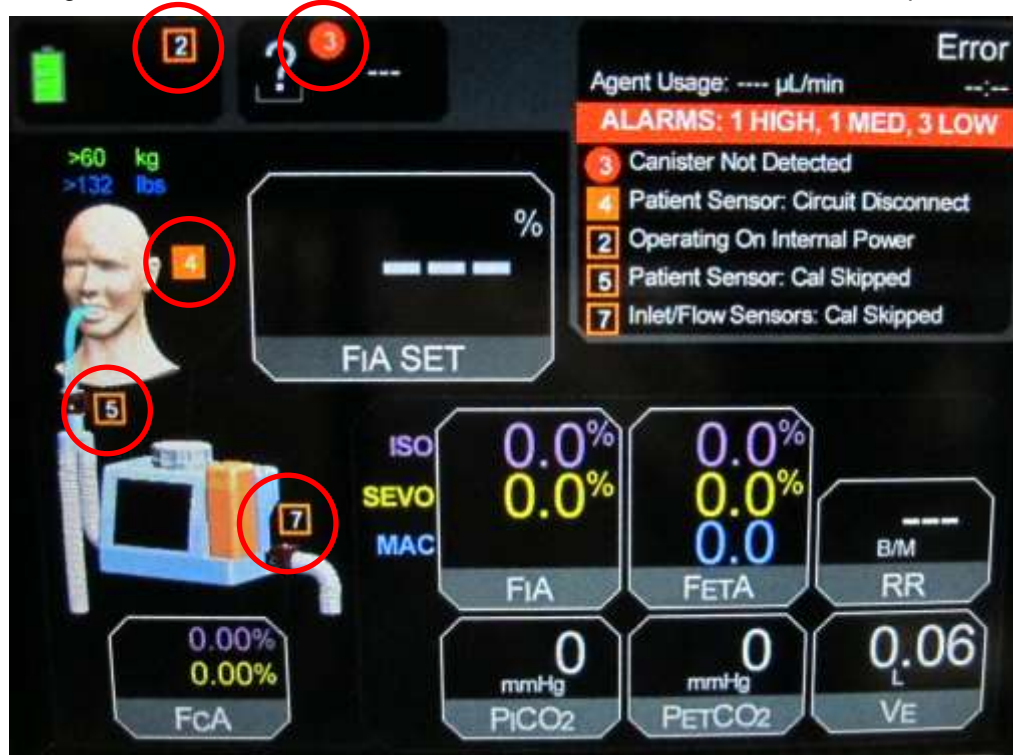 2
?
3
---
Error
Agent Usage: ---- µL/min --:--
ALARMS: 1 HIGH, 1 MED, 3 LOW
3 Canister Not Detected
4 Patient Sensor: Circuit Disconnect
2 Operating On Internal Power
5 Patient Sensor: Cal Skipped
7 Inlet/Flow Sensors: Cal Skipped
>60 kg
>132 lbs
4
%
---
FIA SET
5
7
ISO 0.0% 0.0%
SEVO 0.0% 0.0%
MAC 0.0
FIA
FETA
---
B/M
RR
0.00%
0.00%
FCA
0
mmHg
PICO2
0
mmHg
PETCO2
0.06
L
VE